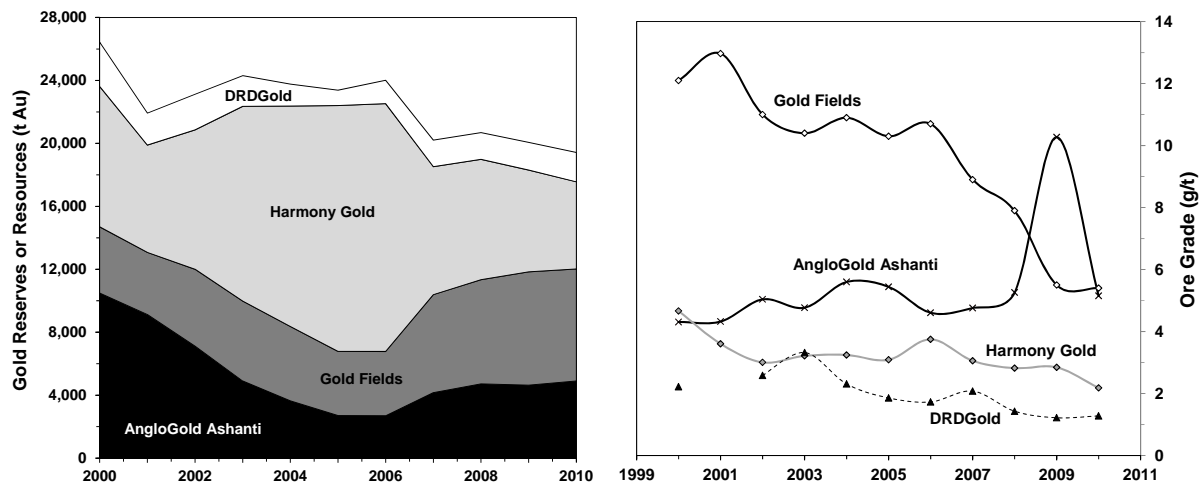 28,000
24,000
20,000
16,000
12,000
8,000
4,000
0
Gold Reserves or Resources (t Au)
DRDGold
Harmony Gold
Gold Fields
AngloGold Ashanti
2000 2002 2004 2006 2008 2010
14
12
10
8
6
4
2
0
Ore Grade (g/t)
Gold Fields
AngloGold Ashanti
Harmony Gold
DRDGold
1999 2001 2003 2005 2007 2009 2011